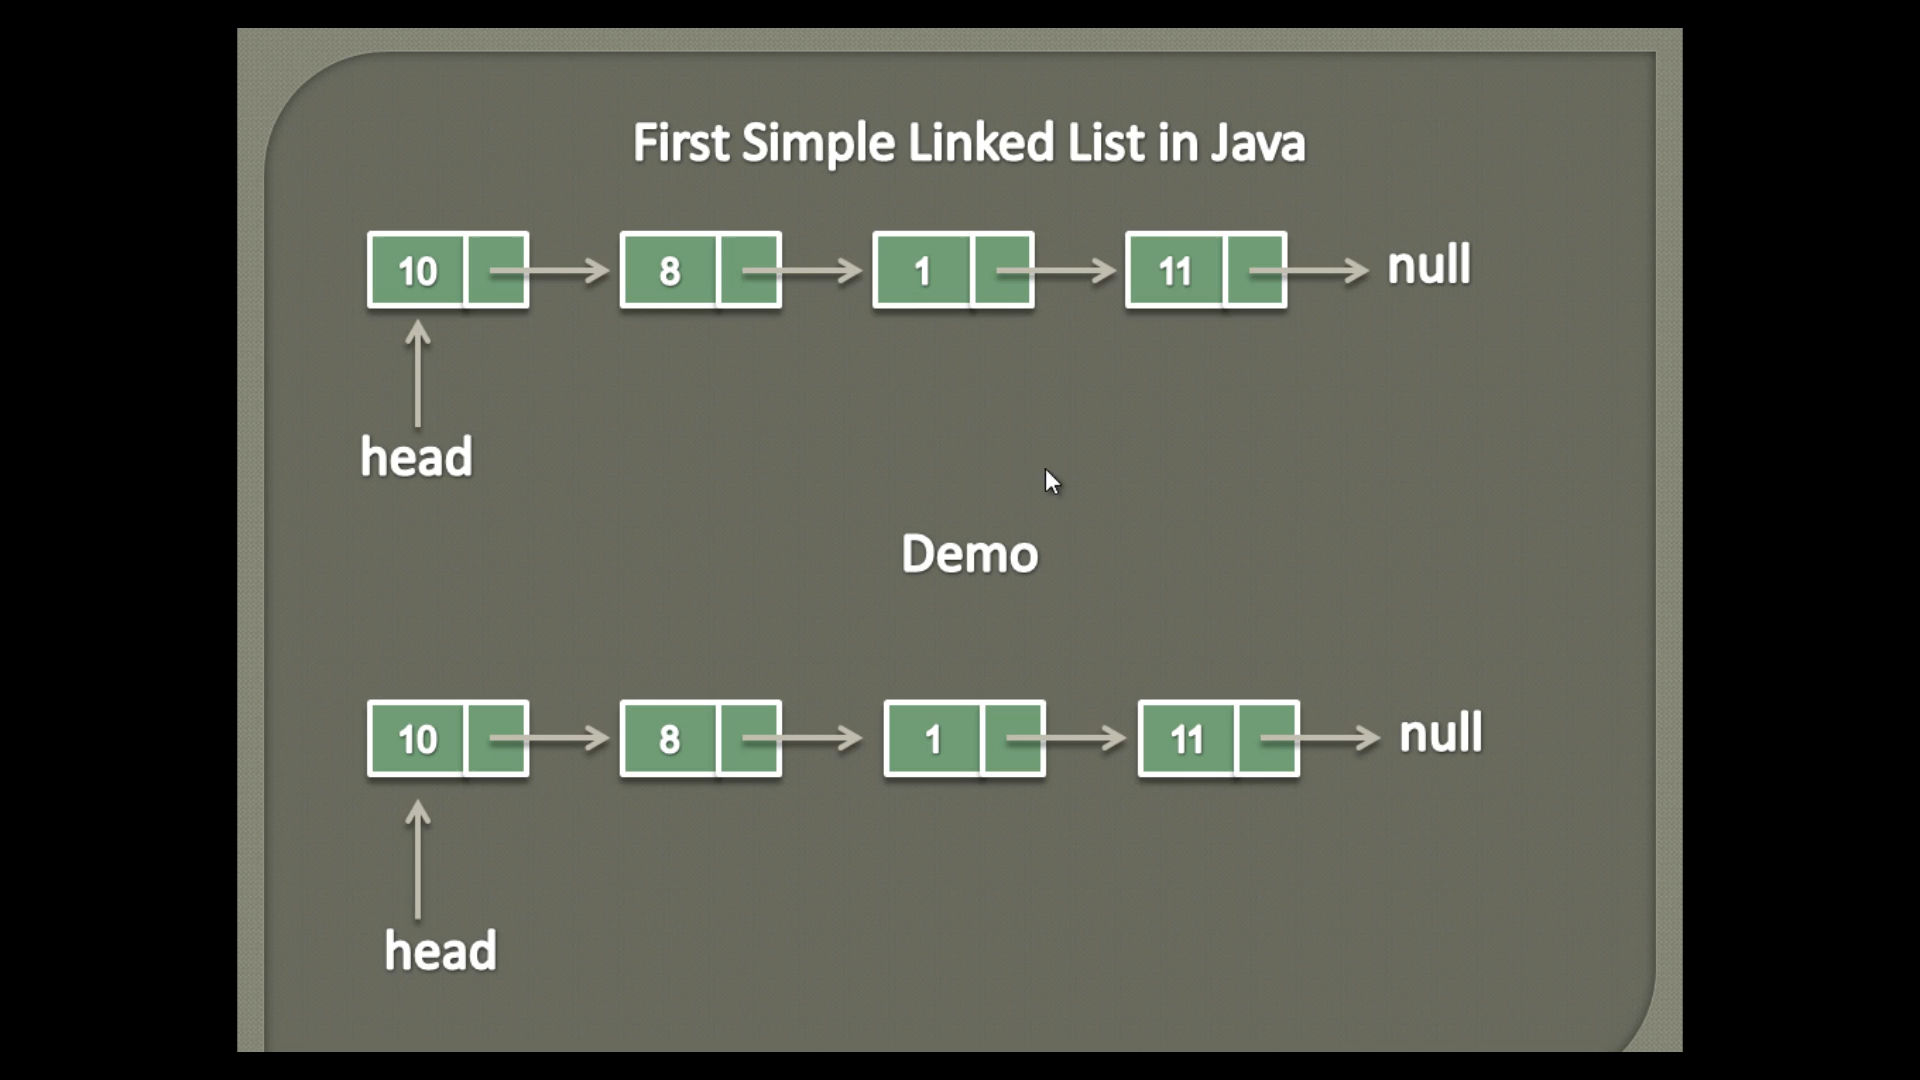 First Simple Linked List in Java
10 8 1 11 null
head
Demo
10 8 1 11 null
head